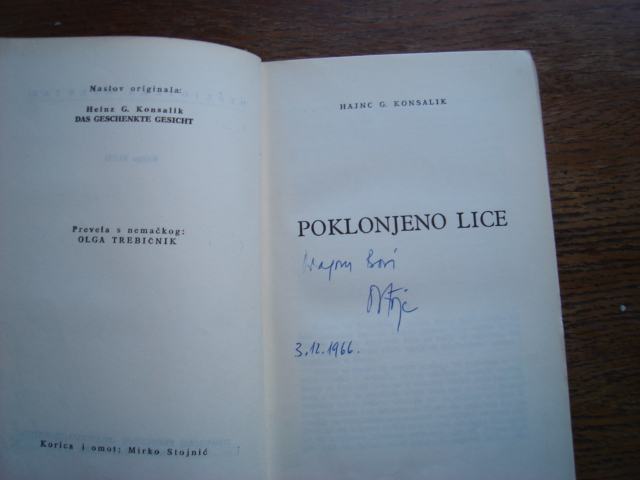 Naslov originala:
Heinz G. Konsalik
DAS GESCHENKTE GESICHT
Prevela s nemačkog:
OLGA TREBIČNIK
Korica i omot: Mirko Stojnić
HAJNC G. KONSALIK
POKLONJENO LICE
3.12.1966.